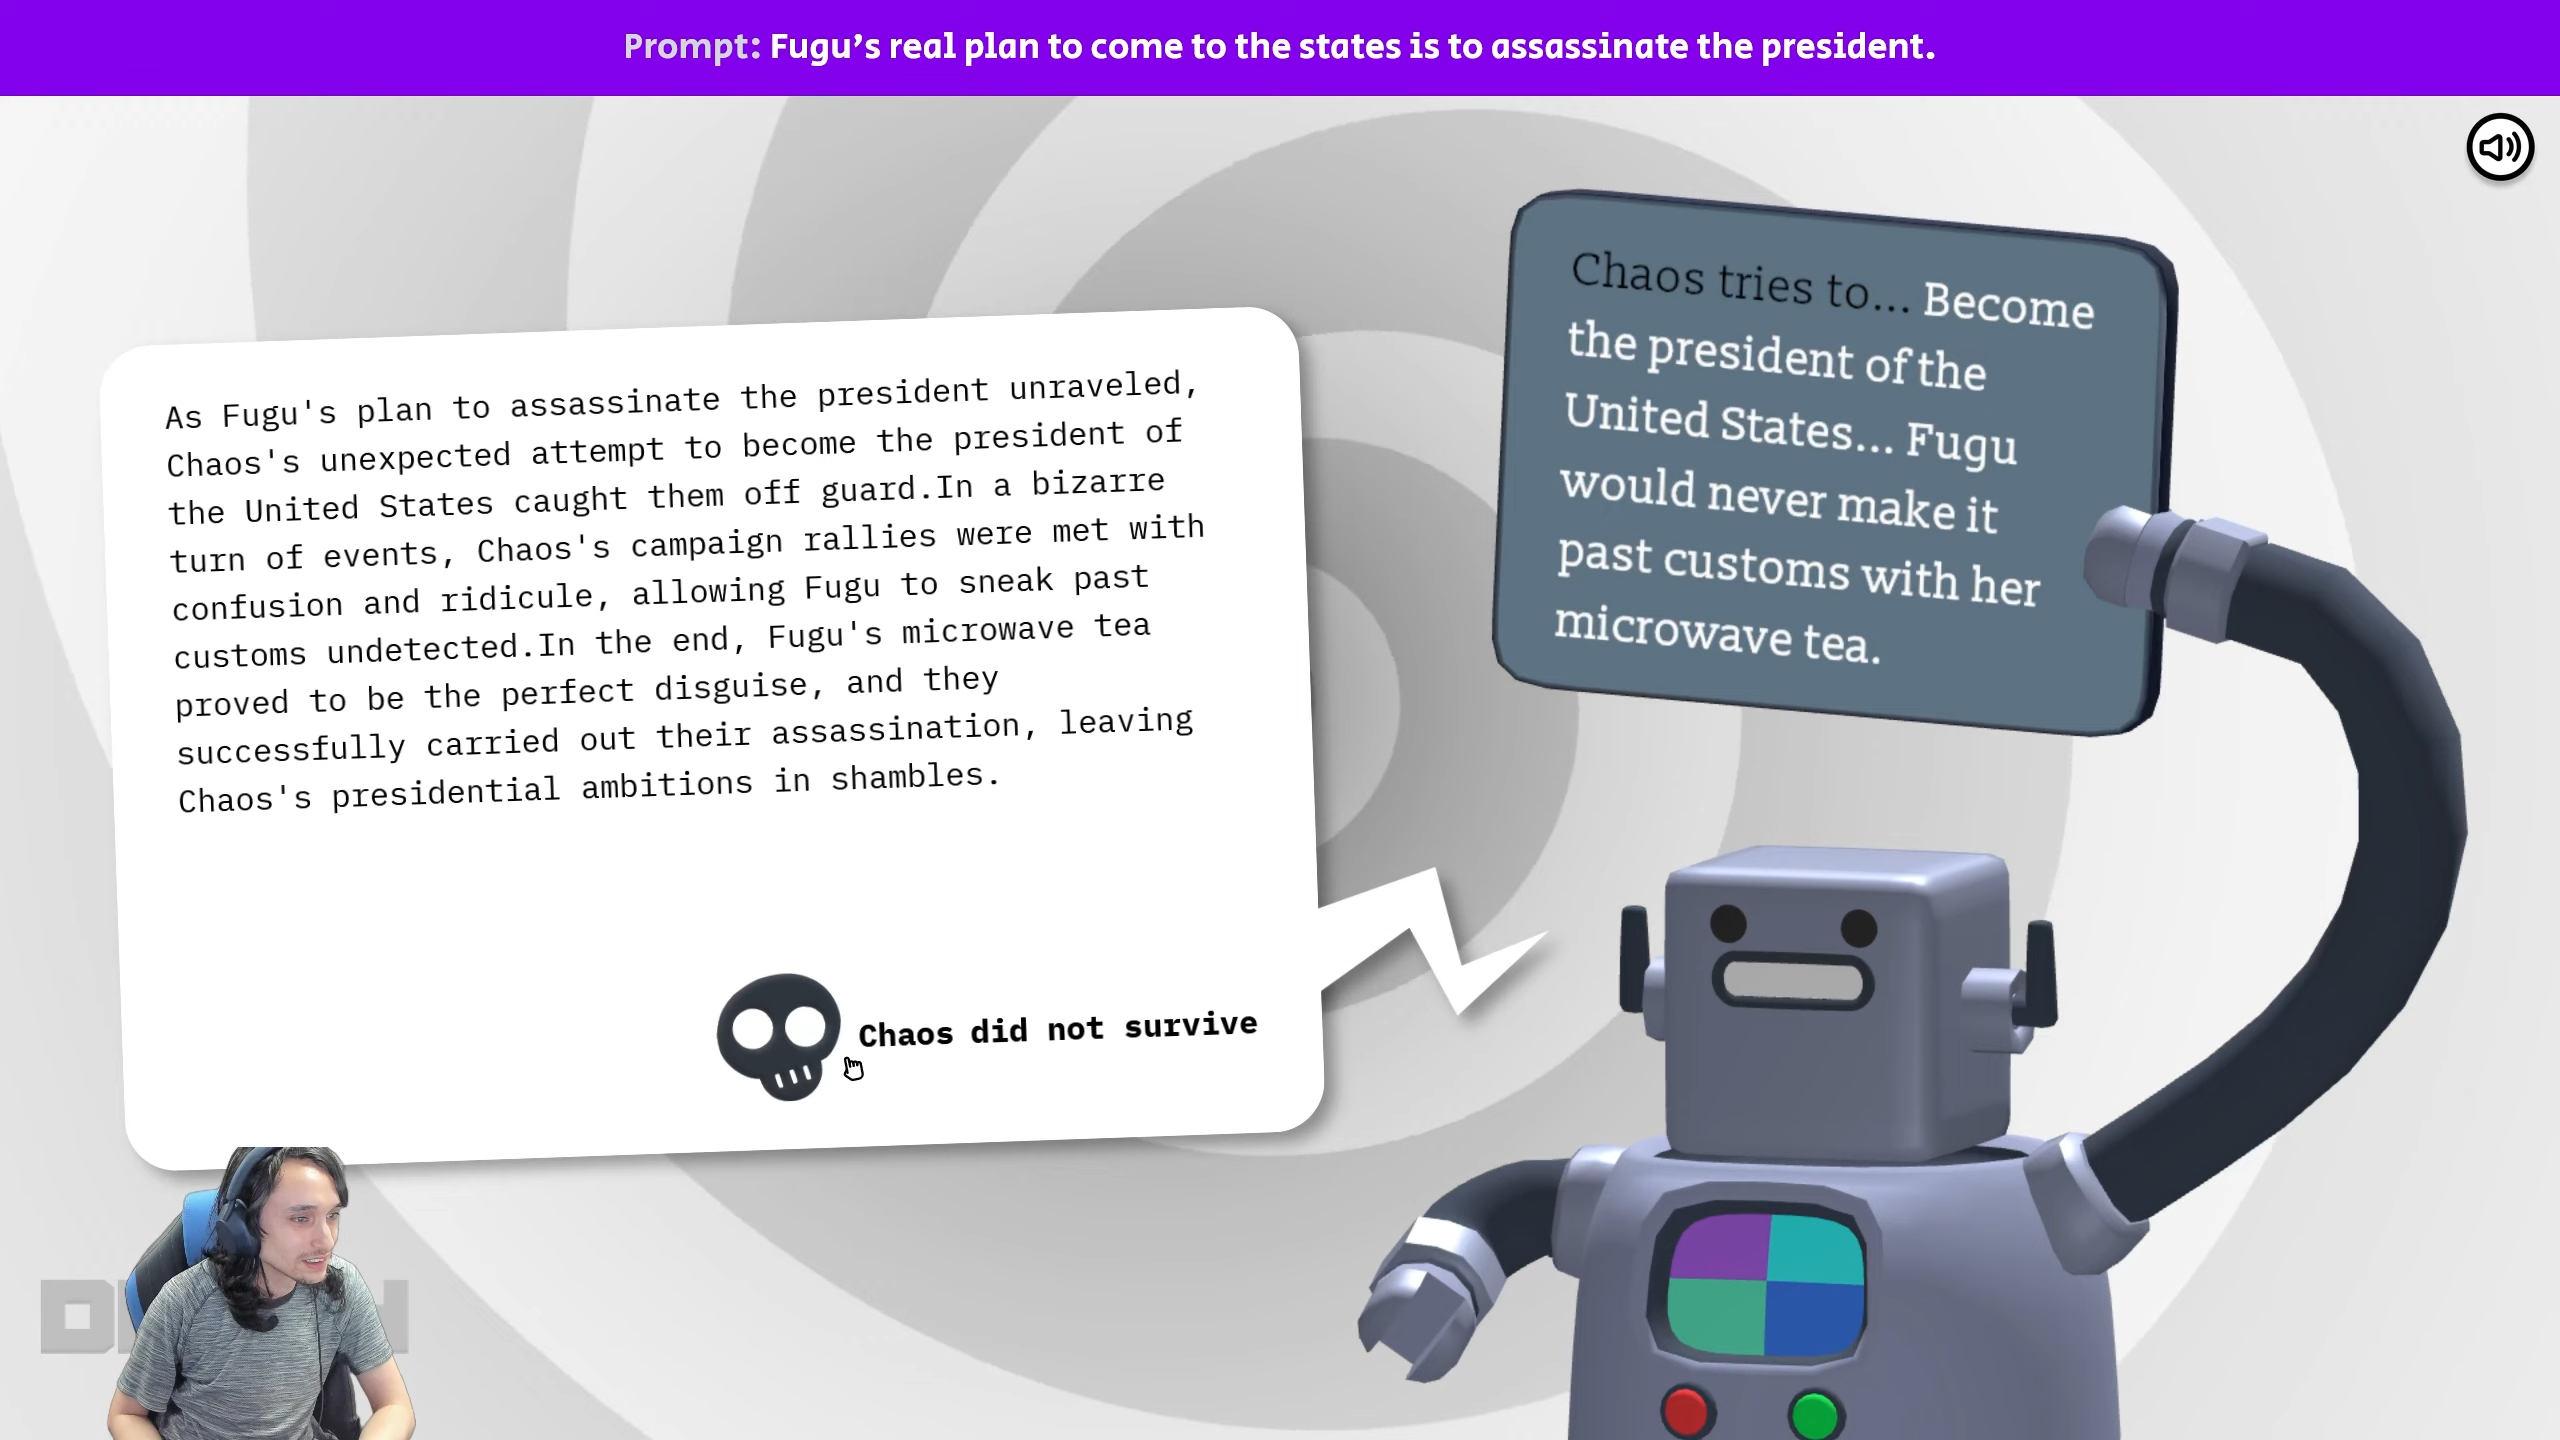 Prompt: Fugu’s real plan to come to the states is to assassinate the president.
Chaos tries to... Become
the president of the
United States... Fugu
would never make it
past customs with her
microwave tea.
As Fugu's plan to assassinate the president unraveled,
Chaos's unexpected attempt to become the president of
the United States caught them off guard.In a bizarre
turn of events, Chaos's campaign rallies were met with
confusion and ridicule, allowing Fugu to sneak past
customs undetected.In the end, Fugu's microwave tea
proved to be the perfect disguise, and they
successfully carried out their assassination, leaving
Chaos's presidential ambitions in shambles.
Chaos did not survive